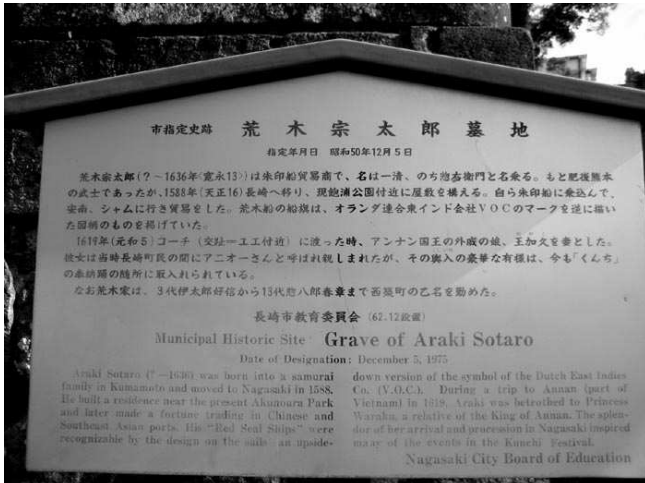 市指定史跡 荒木宗太郎墓地
指定年月日 昭和50年12月5日
荒木宗太郎(?~1636年<寛永13>)は朱印船貿易商で、名は一清、のち惣右衛門と名乗る。もと肥後熊本
の武士であったが、1588年(天正16)長崎へ移り、現飽浦公園付近に屋敷を構える。自ら朱印船に乗込んで、
安南、シャムに行き貿易をした。荒木船の船旗は、オランダ連合東インド会社VOCのマークを逆に描い
た図柄のものを掲げていた。
1619年(元和5)コーチ(交趾=ユエ付近)に渡った時、アンナン国王の外戚の娘、王加久を妻とした。
彼女は当時長崎町民の間にアニオーさんと呼ばれ親しまれたが、その輿入の豪華な有様は、今も「くんち」
の奉納踊の随所に取入れられている。
なお荒木家は、3代伊太郎好信から13代惣八郎春章まで西築町の乙名を勤めた。
長崎市教育委員会 (62.12設置)
Municipal Historic Site Grave of Araki Sotaro
Date of Designation: December 5, 1975
Araki Sotaro (?-1636) was born into a samurai
family in Kumamoto and moved to Nagasaki in 1588.
He built a residence near the present Akunoura Park
and later made a fortune trading in Chinese and
Southeast Asian ports. His "Red Seal Ships" were
recognizable by the design on the sails- an upside-
down version of the symbol of the Dutch East Indies
Co. (V.O.C.). During a trip to Annan (part of
Vietnam) in 1619, Araki was betrothed to Princess
Wakaku, a relative of the King of Annan. The splen-
dor of her arrival and procession in Nagasaki inspired
many of the events in the Kunchi Festival.
Nagasaki City Board of Education